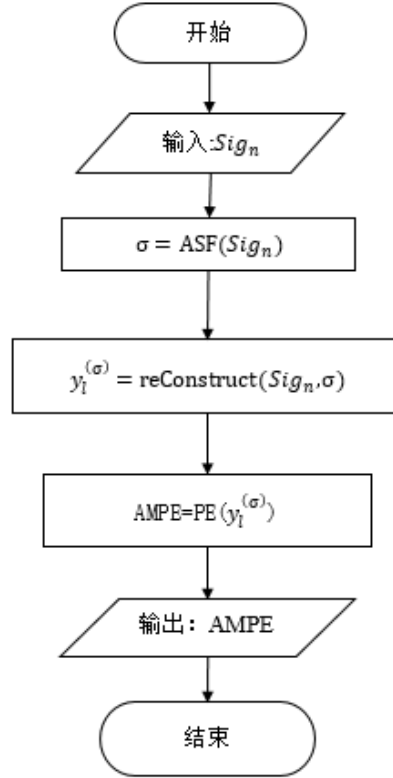 开始
输入:Sig_n
σ = ASF(Sig_n)
y_l^(σ) = reConstruct(Sig_n,σ)
AMPE=PE(y_l^(σ))
输出：AMPE
结束